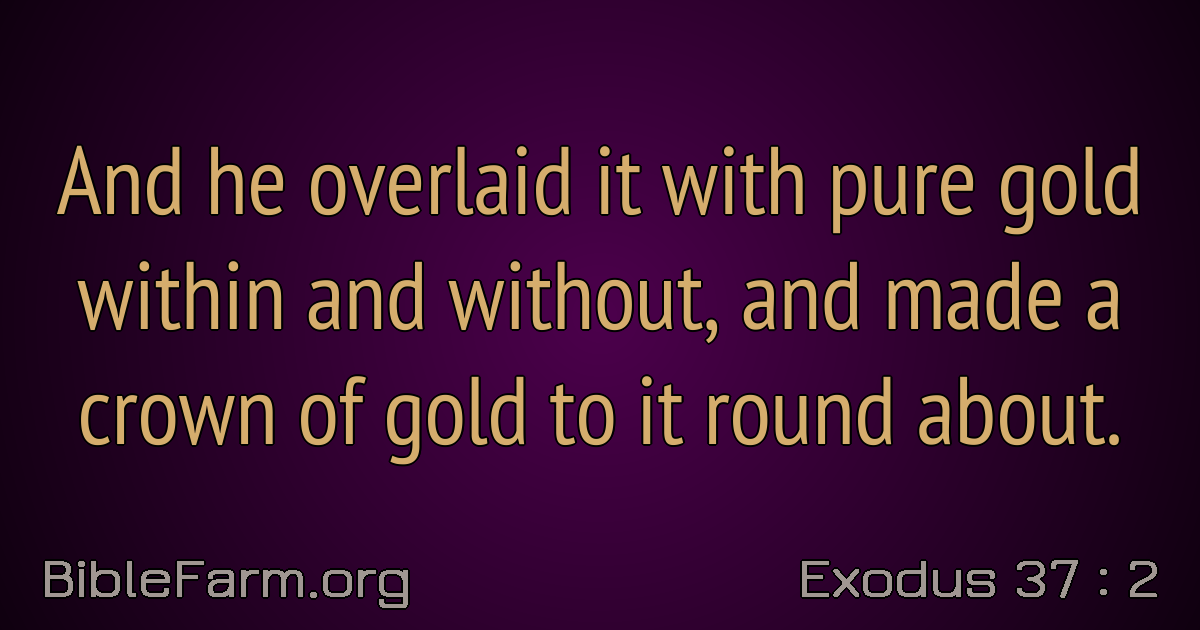 And he overlaid it with pure gold
within and without, and made a
crown of gold to it round about.
BibleFarm.org
Exodus 37 : 2